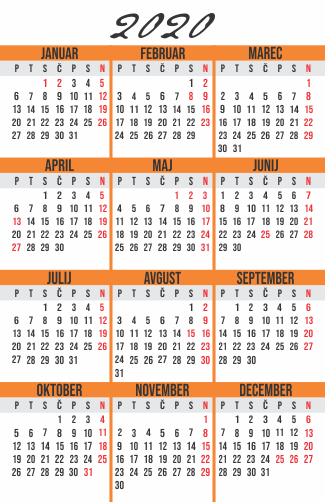 2020
JANUAR FEBRUAR MAREC
P T S Č P S N P T S Č P S N P T S Č P S N
1 2 3 4 5 1 2 1
6 7 8 9 10 11 12 3 4 5 6 7 8 9 2 3 4 5 6 7 8
13 14 15 16 17 18 19 10 11 12 13 14 15 16 9 10 11 12 13 14 15
20 21 22 23 24 25 26 17 18 19 20 21 22 23 16 17 18 19 20 21 22
27 28 29 30 31 24 25 26 27 28 29 23 24 25 26 27 28 29
30 31
APRIL MAJ JUNIJ
P T S Č P S N P T S Č P S N P T S Č P S N
1 2 3 4 5 1 2 3 1 2 3 4 5 6 7
6 7 8 9 10 11 12 4 5 6 7 8 9 10 8 9 10 11 12 13 14
13 14 15 16 17 18 19 11 12 13 14 15 16 17 15 16 17 18 19 20 21
20 21 22 23 24 25 26 18 19 20 21 22 23 24 22 23 24 25 26 27 28
27 28 29 30 25 26 27 28 29 30 31 29 30
JULIJ AVGUST SEPTEMBER
P T S Č P S N P T S Č P S N P T S Č P S N
1 2 3 4 5 1 2 1 2 3 4 5 6
6 7 8 9 10 11 12 3 4 5 6 7 8 9 7 8 9 10 11 12 13
13 14 15 16 17 18 19 10 11 12 13 14 15 16 14 15 16 17 18 19 20
20 21 22 23 24 25 26 17 18 19 20 21 22 23 21 22 23 24 25 26 27
27 28 29 30 31 24 25 26 27 28 29 30 28 29 30
31
OKTOBER NOVEMBER DECEMBER
P T S Č P S N P T S Č P S N P T S Č P S N
1 2 3 4 1 1 2 3 4 5 6
5 6 7 8 9 10 11 2 3 4 5 6 7 8 7 8 9 10 11 12 13
12 13 14 15 16 17 18 9 10 11 12 13 14 15 14 15 16 17 18 19 20
19 20 21 22 23 24 25 16 17 18 19 20 21 22 21 22 23 24 25 26 27
26 27 28 29 30 31 23 24 25 26 27 28 29 28 29 30 31
30